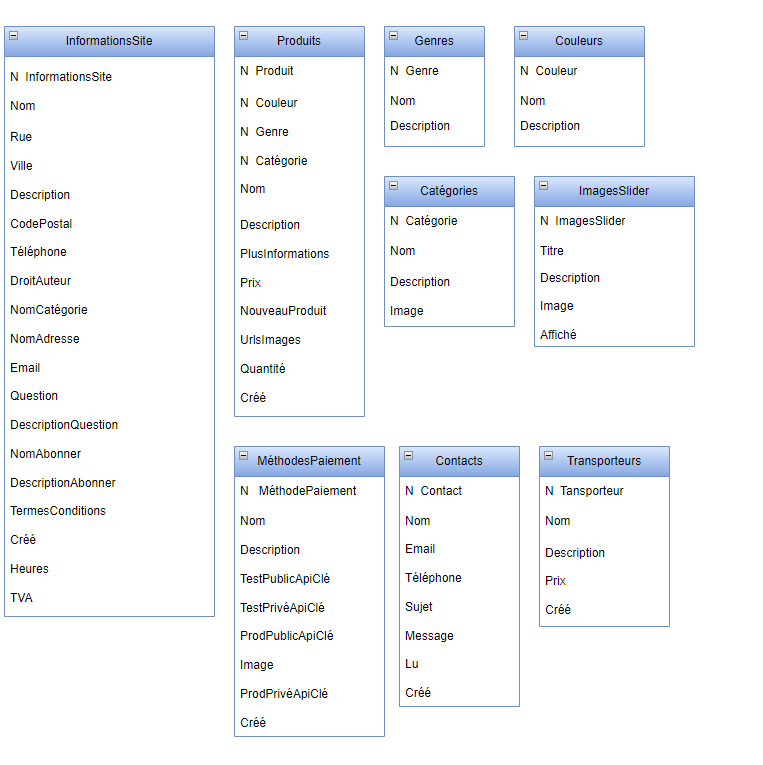 InformationsSite
N InformationsSite
Nom
Rue
Ville
Description
CodePostal
Téléphone
DroitAuteur
NomCatégorie
NomAdresse
Email
Question
DescriptionQuestion
NomAbonner
DescriptionAbonner
TermesConditions
Créé
Heures
TVA
Produits
N Produit
N Couleur
N Genre
N Catégorie
Nom
Description
PlusInformations
Prix
NouveauProduit
UrlsImages
Quantité
Créé
Genres
N Genre
Nom
Description
Couleurs
N Couleur
Nom
Description
Catégories
N Catégorie
Nom
Description
Image
ImagesSlider
N ImagesSlider
Titre
Description
Image
Affiché
MéthodesPaiement
N MéthodePaiement
Nom
Description
TestPublicApiClé
TestPrivéApiClé
ProdPublicApiClé
Image
ProdPrivéApiClé
Créé
Contacts
N Contact
Nom
Email
Téléphone
Sujet
Message
Lu
Créé
Transporteurs
N Tansporteur
Nom
Description
Prix
Créé